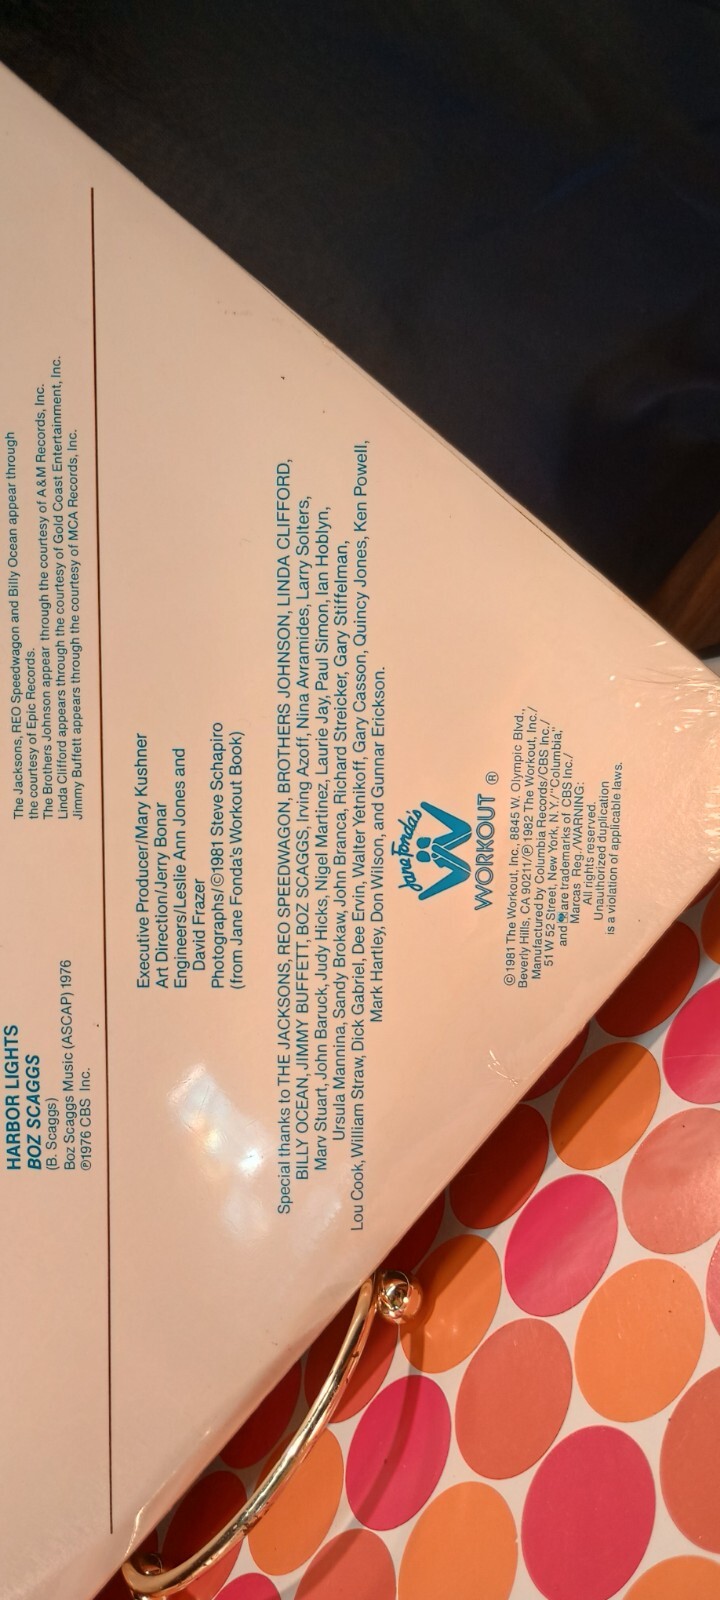 HARBOR LIGHTS
BOZ SCAGGS
(B. Scaggs)
Boz Scaggs Music (ASCAP) 1976
℗1976 CBS Inc.
The Jacksons, REO Speedwagon and Billy Ocean appear through
the courtesy of Epic Records.
The Brothers Johnson appear through the courtesy of A&M Records, Inc.
Linda Clifford appears through the courtesy of Gold Coast Entertainment, Inc.
Jimmy Buffett appears through the courtesy of MCA Records, Inc.
Executive Producer/Mary Kushner
Art Direction/Jerry Bonar
Engineers/Leslie Ann Jones and
David Frazer
Photographs/©1981 Steve Schapiro
(from Jane Fonda's Workout Book)
Special thanks to THE JACKSONS, REO SPEEDWAGON, BROTHERS JOHNSON, LINDA CLIFFORD,
BILLY OCEAN, JIMMY BUFFETT, BOZ SCAGGS, Irving Azoff, Nina Avramides, Larry Solters,
Marv Stuart, John Baruck, Judy Hicks, Nigel Martinez, Laurie Jay, Paul Simon, Ian Hoblyn,
Ursula Mannina, Sandy Brokaw, John Branca, Richard Streicker, Gary Stiffelman,
Lou Cook, William Straw, Dick Gabriel, Dee Ervin, Walter Yetnikoff, Gary Casson, Quincy Jones, Ken Powell,
Mark Hartley, Don Wilson, and Gunnar Erickson.
Jane Fonda's
WORKOUT ®
©1981 The Workout, Inc., 8845 W. Olympic Blvd.,
Beverly Hills, CA 90211/℗ 1982 The Workout, Inc./
Manufactured by Columbia Records/CBS Inc./
51 W 52 Street, New York, N.Y./"Columbia,"
and are trademarks of CBS Inc./
Marcas Reg./WARNING:
All rights reserved.
Unauthorized duplication
is a violation of applicable laws.